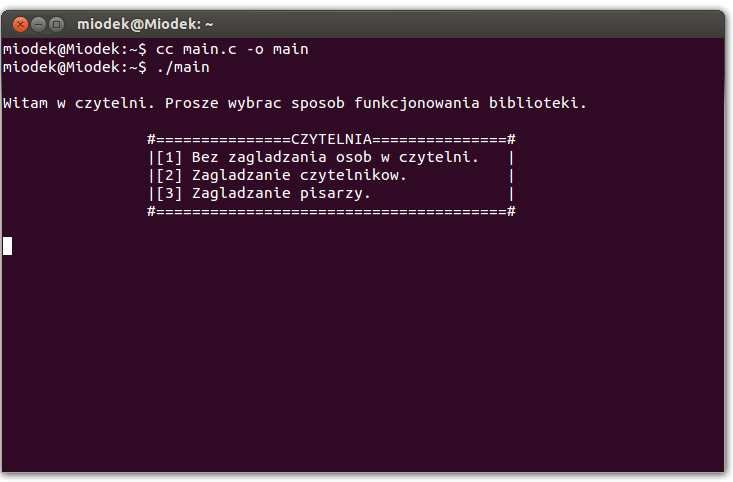 miodek@Miodek: ~
miodek@Miodek:~$ cc main.c -o main
miodek@Miodek:~$ ./main
Witam w czytelni. Prosze wybrac sposob funkcjonowania biblioteki.
#===============CZYTELNIA===============#
|[1] Bez zagladzania osob w czytelni.   |
|[2] Zagladzanie czytelnikow.           |
|[3] Zagladzanie pisarzy.               |
#=======================================#